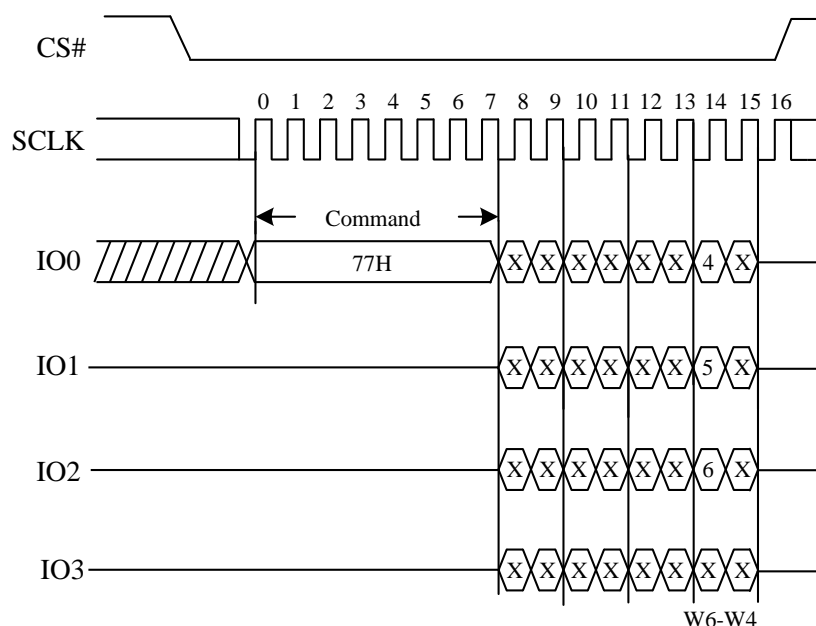 CS#
0 1 2 3 4 5 6 7 8 9 10 11 12 13 14 15 16
SCLK
Command
IO0 77H X X X X X X 4 X
IO1 X X X X X X 5 X
IO2 X X X X X X 6 X
IO3 X X X X X X X X
W6-W4